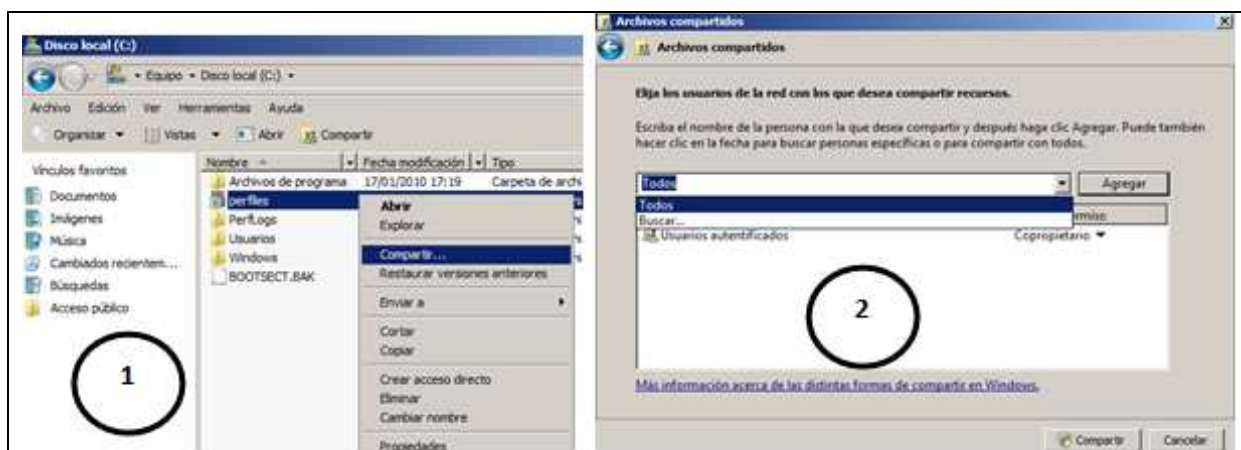 Disco local (C:)
Equipo • Disco local (C:) •
Archivo Edición Ver Herramientas Ayuda
Organizar Vistas Abrir Compartir
Vínculos favoritos
Documentos
Imágenes
Música
Cambiados recientem...
Búsquedas
Acceso público
1
Nombre Fecha modificación Tipo
Archivos de programa 17/01/2010 17:19 Carpeta de archi
perfiles
PerfLogs
Usuarios
Windows
BOOTSECT.BAK
Abrir
Explorar
Compartir...
Restaurar versiones anteriores
Enviar a
Cortar
Copiar
Crear acceso directo
Eliminar
Cambiar nombre
Propiedades
Archivos compartidos
Archivos compartidos
Elija los usuarios de la red con los que desea compartir recursos.
Escriba el nombre de la persona con la que desea compartir y después haga clic Agregar. Puede también
hacer clic en la fecha para buscar personas específicas o para compartir con todos.
Todos Agregar
Todos
Buscar...
Usuarios autentificados Copropietario
2
Más información acerca de las distintas formas de compartir en Windows.
Compartir Cancelar